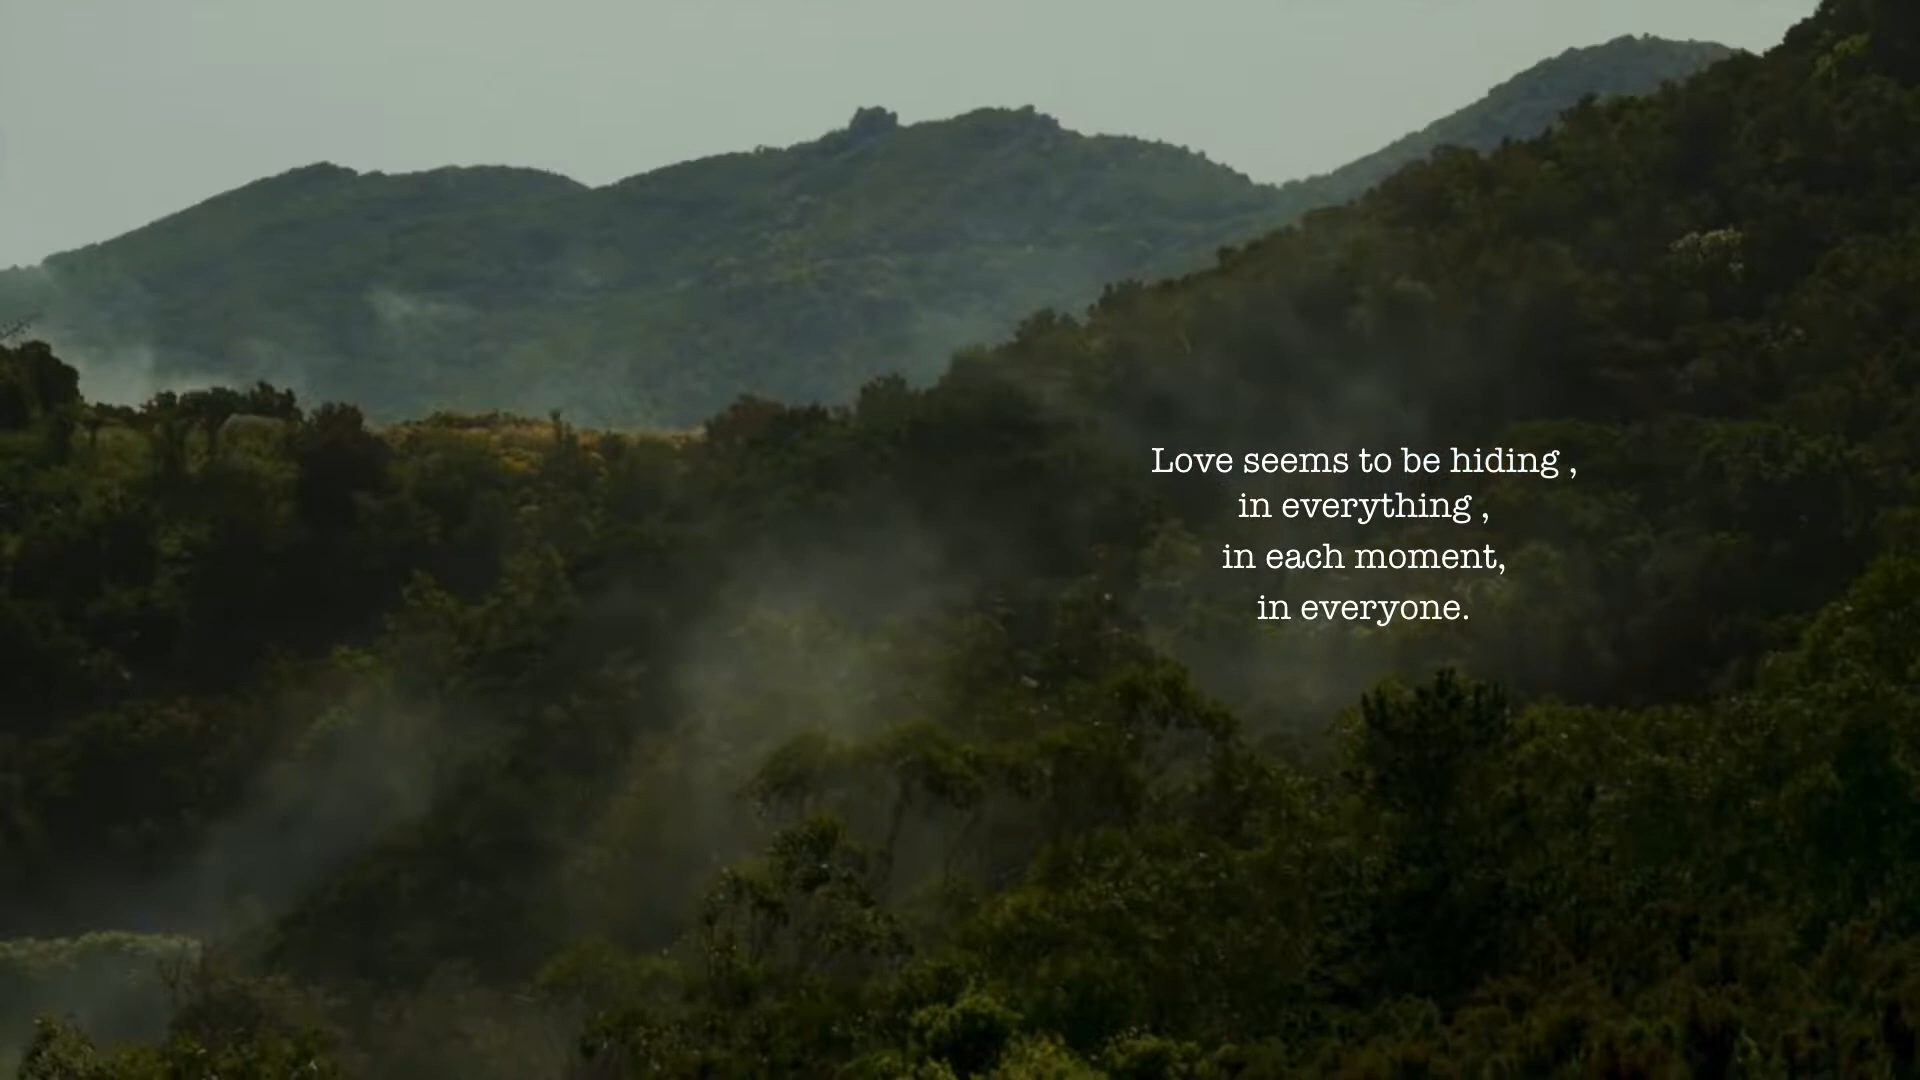 Love seems to be hiding ,
in everything ,
in each moment,
in everyone.